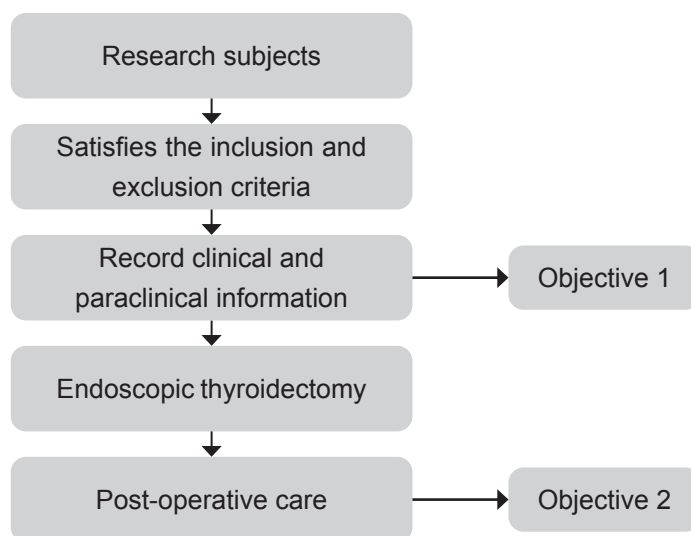 Research subjects
Satisfies the inclusion and
exclusion criteria
Record clinical and
paraclinical information
Objective 1
Endoscopic thyroidectomy
Post-operative care
Objective 2